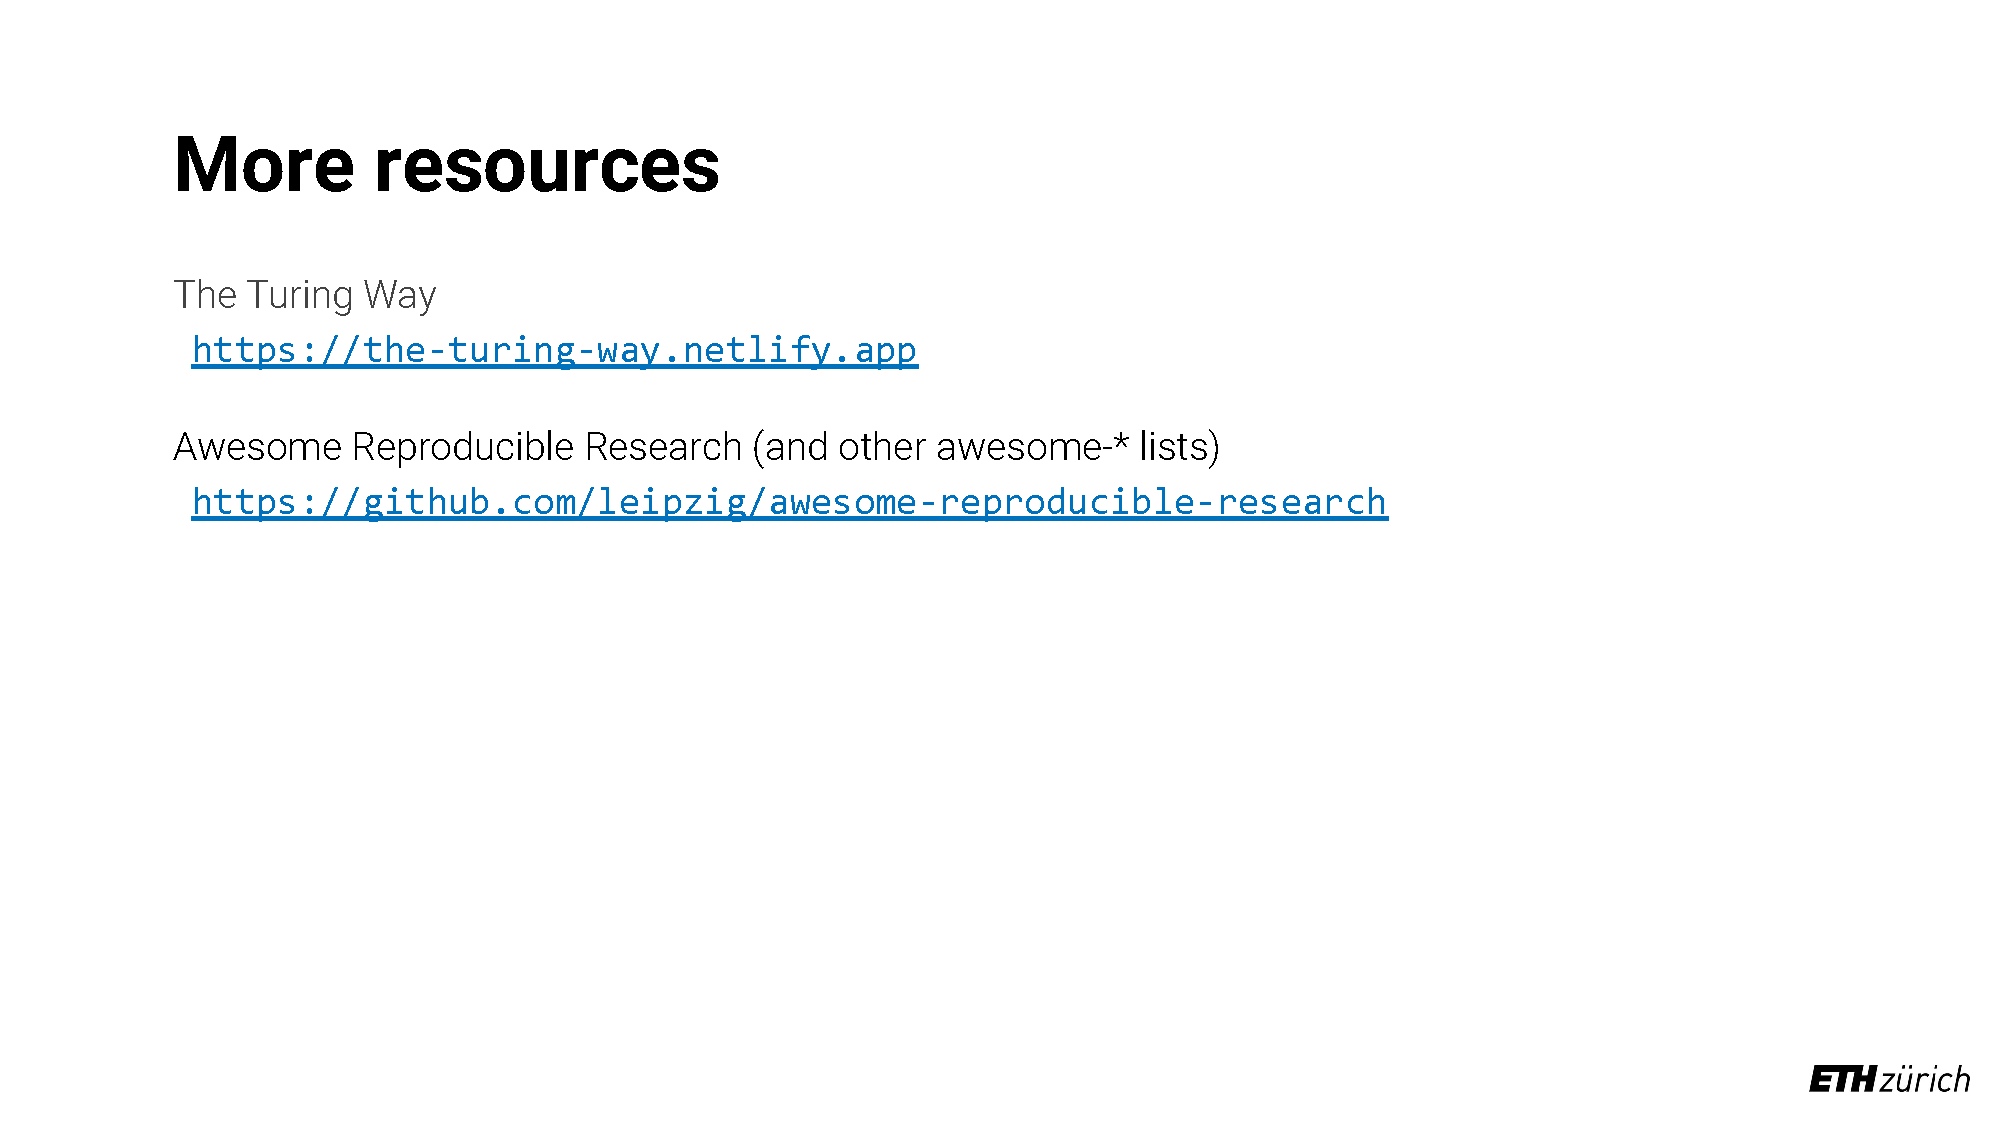 More resources
The Turing Way
https://the-turing-way.netlify.app
Awesome Reproducible Research (and other awesome-* lists)
https://github.com/leipzig/awesome-reproducible-research
ETH zürich